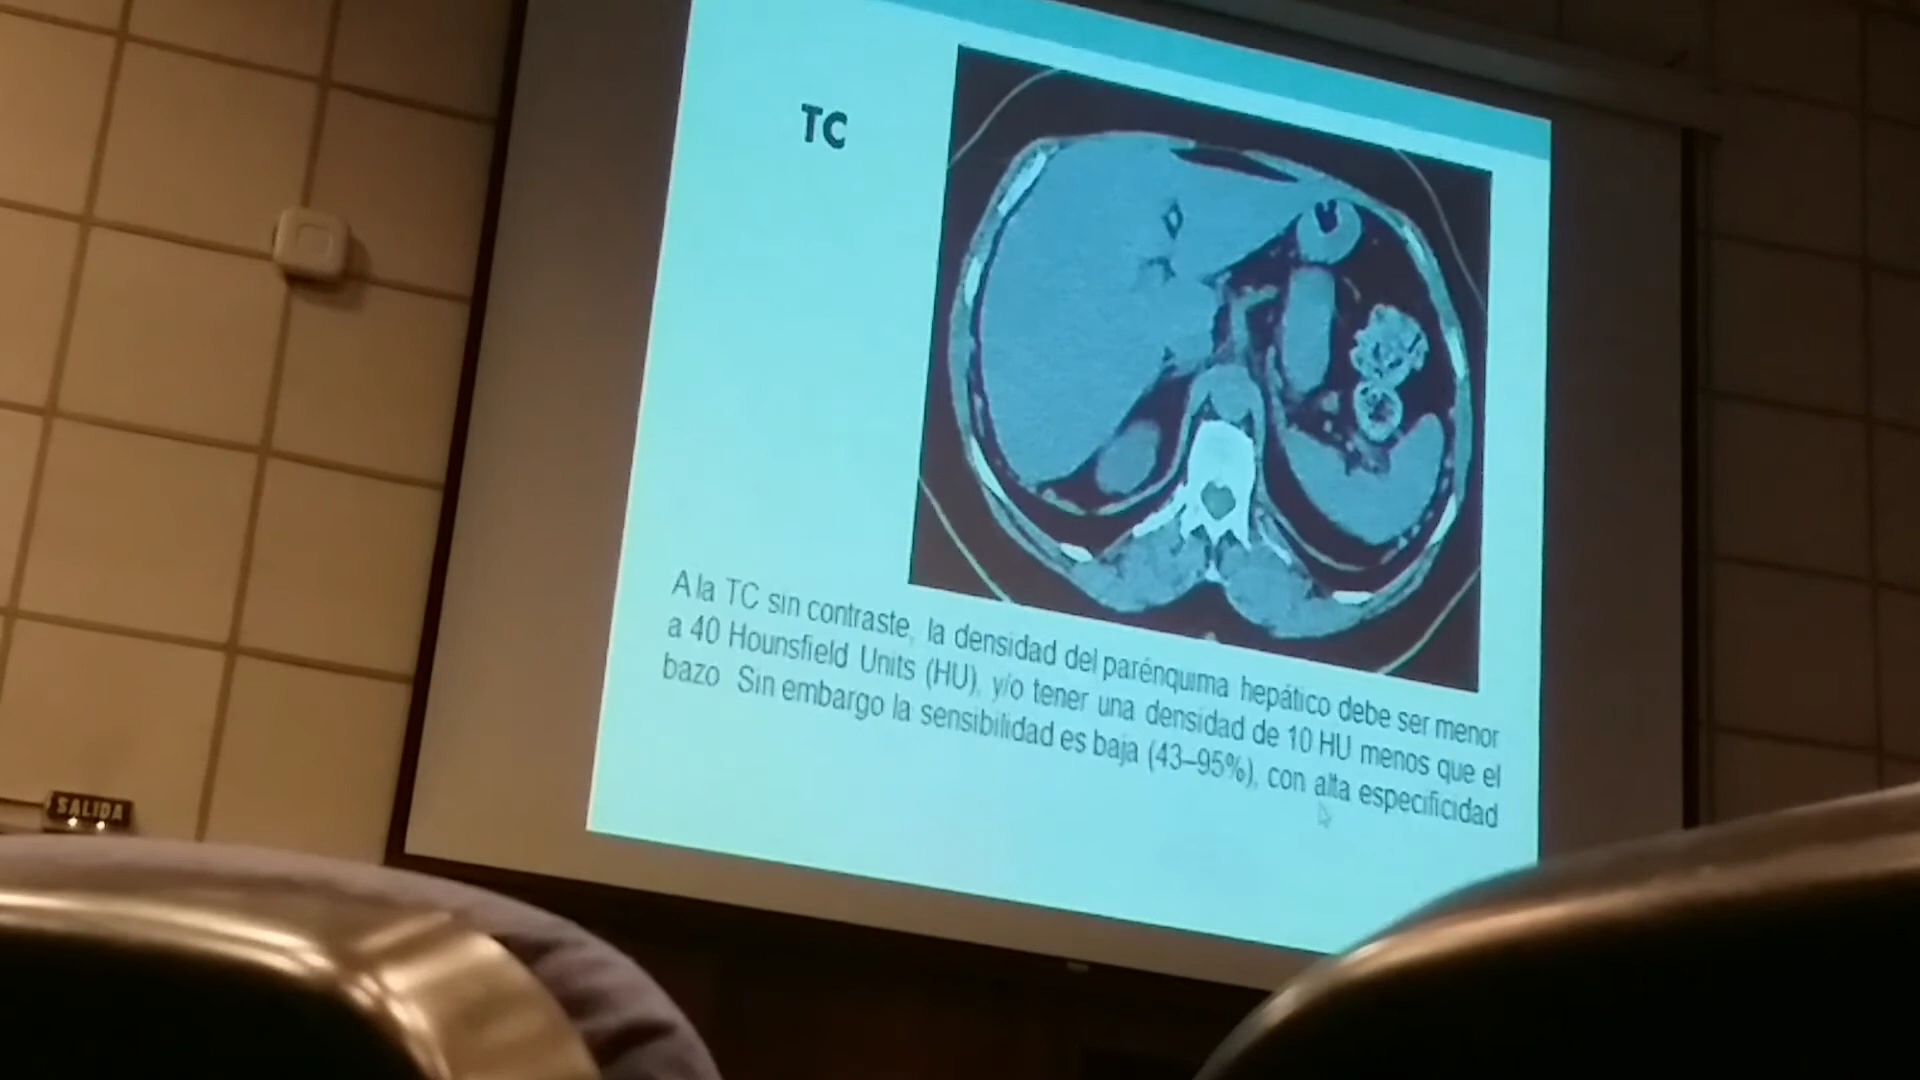 TC
A la TC sin contraste, la densidad del parénquima hepático debe ser menor
a 40 Hounsfield Units (HU), y/o tener una densidad de 10 HU menos que el
bazo Sin embargo la sensibilidad es baja (43–95%), con alta especificidad
SALIDA